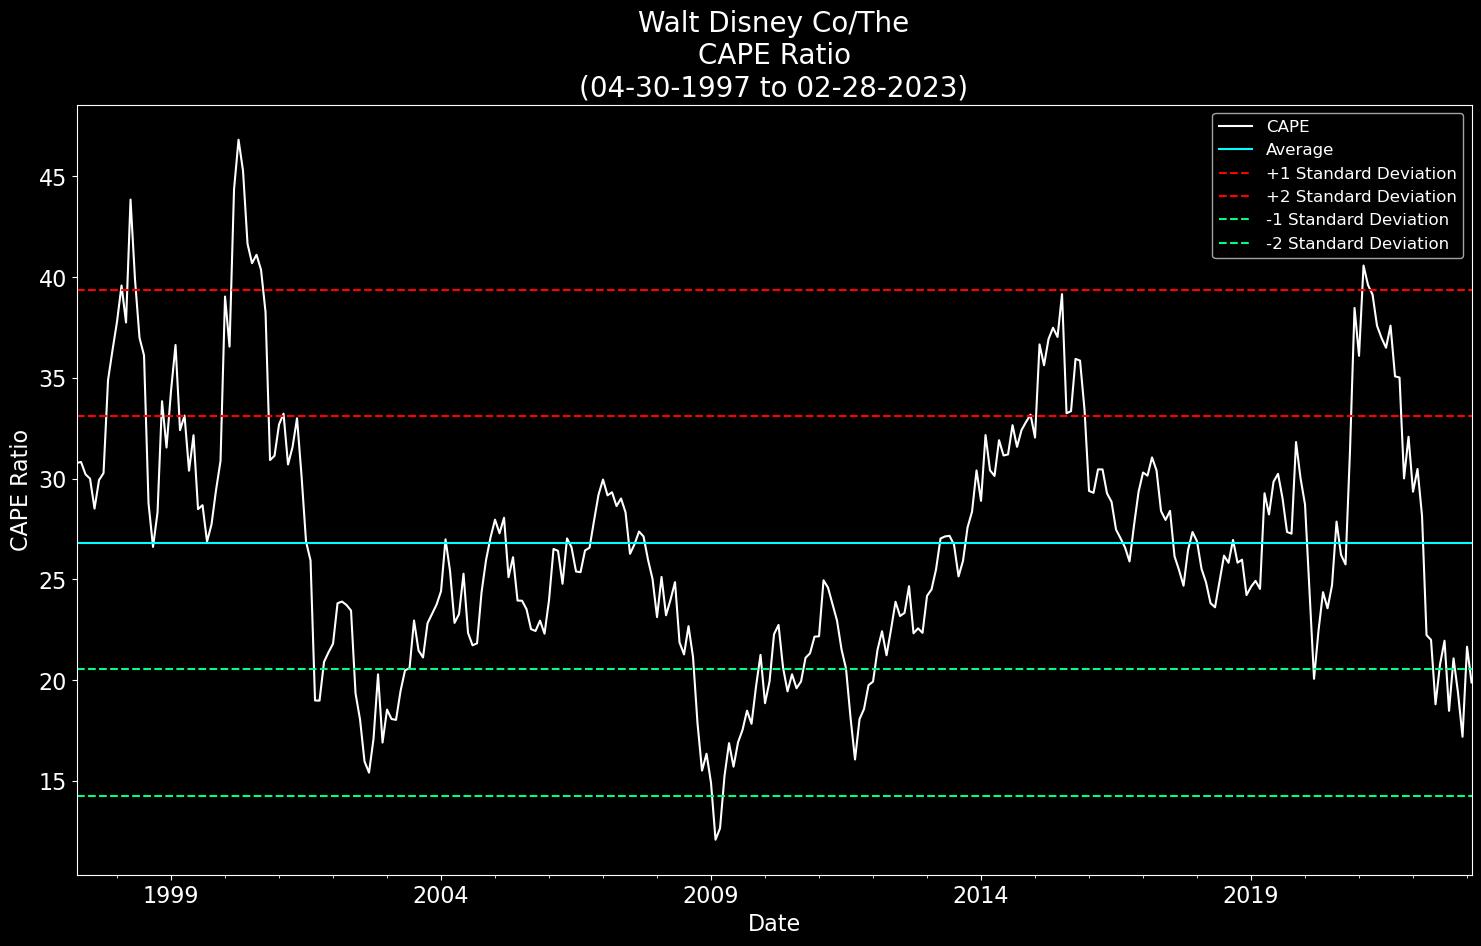 Walt Disney Co/The
CAPE Ratio
(04-30-1997 to 02-28-2023)
CAPE
Average
+1 Standard Deviation
+2 Standard Deviation
-1 Standard Deviation
-2 Standard Deviation
45
40
35
30
25
20
15
CAPE Ratio
1999 2004 2009 2014 2019
Date